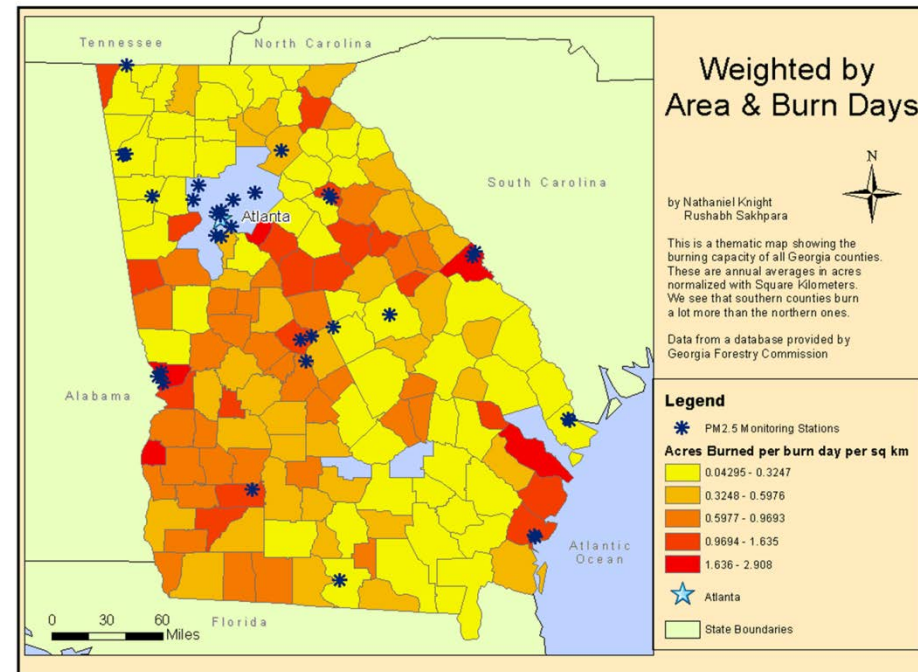 Tennessee
North Carolina
South Carolina
Atlanta
Alabama
Atlantic
Ocean
Florida
0 30 60
Miles
Weighted by
Area & Burn Days
N
by Nathaniel Knight
Rushabh Sakhpara
This is a thematic map showing the
burning capacity of all Georgia counties.
These are annual averages in acres
normalized with Square Kilometers.
We see that southern counties burn
a lot more than the northern ones.
Data from a database provided by
Georgia Forestry Commission
Legend
PM2.5 Monitoring Stations
Acres Burned per burn day per sq km
0.04295 - 0.3247
0.3248 - 0.5976
0.5977 - 0.9693
0.9694 - 1.635
1.636 - 2.908
Atlanta
State Boundaries